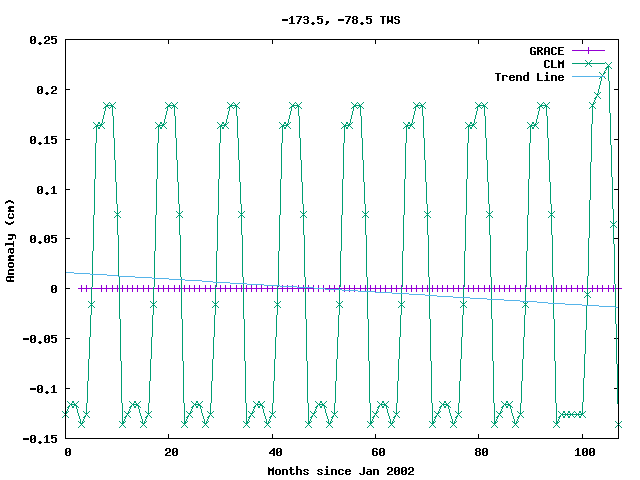 -173.5, -78.5 TWS
GRACE
CLM
Trend Line
0.25
0.2
0.15
0.1
0.05
0
-0.05
-0.1
-0.15
Anomaly (cm)
0 20 40 60 80 100
Months since Jan 2002